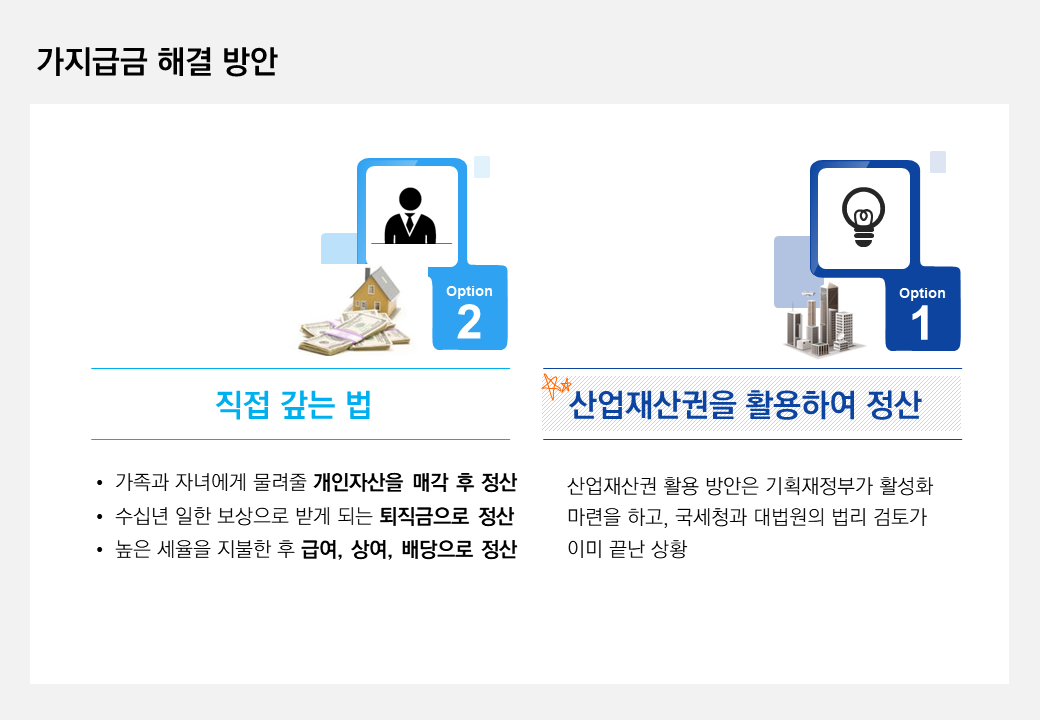 가지급금 해결 방안
Option
2
직접 갚는 법
• 가족과 자녀에게 물려줄 개인자산을 매각 후 정산
• 수십년 일한 보상으로 받게 되는 퇴직금으로 정산
• 높은 세율을 지불한 후 급여, 상여, 배당으로 정산
Option
1
산업재산권을 활용하여 정산
산업재산권 활용 방안은 기획재정부가 활성화
마련을 하고, 국세청과 대법원의 법리 검토가
이미 끝난 상황